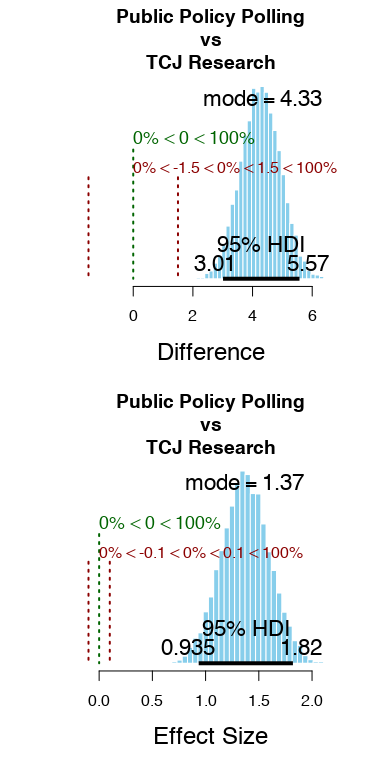 Public Policy Polling
vs
TCJ Research
mode = 4.33
0% < 0 < 100%
0% < -1.5 < 0% < 1.5 < 100%
95% HDI
3.01 5.57
0 2 4 6
Difference
Public Policy Polling
vs
TCJ Research
mode = 1.37
0% < 0 < 100%
0% < -0.1 < 0% < 0.1 < 100%
95% HDI
0.935 1.82
0.0 0.5 1.0 1.5 2.0
Effect Size